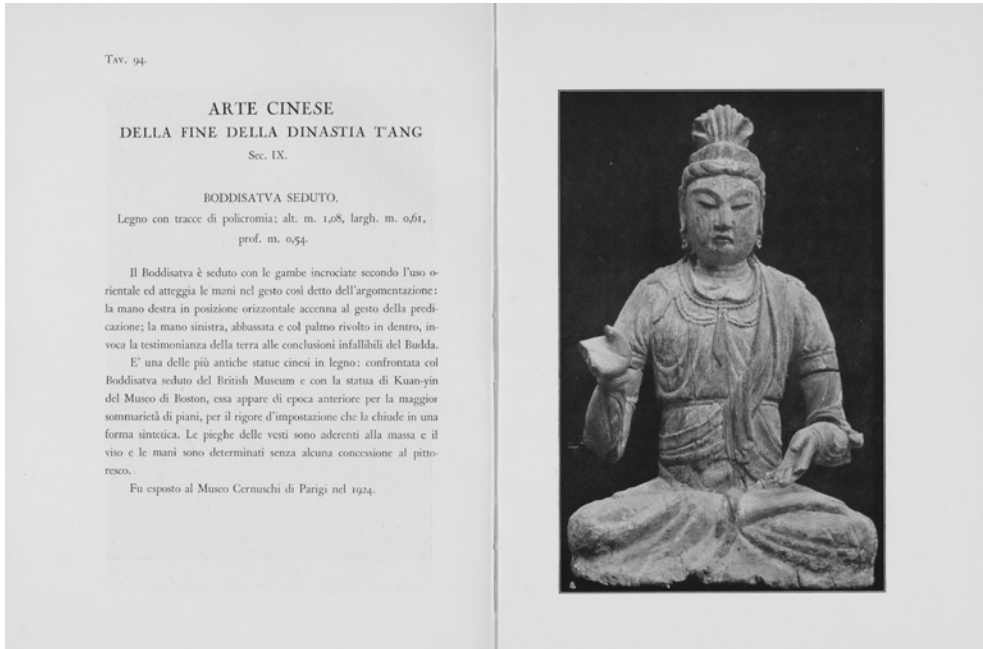 Tav. 94.
ARTE CINESE
DELLA FINE DELLA DINASTIA T'ANG
Sec. IX.
BODDISATVA SEDUTO.
Legno con tracce di policromia; alt. m. 1,08, largh. m. 0,61,
prof. m. 0,54.
Il Boddisatva è seduto con le gambe incrociate secondo l'uso o-
rientale ed atteggia le mani nel gesto così detto dell'argomentazione:
la mano destra in posizione orizzontale accenna al gesto della predi-
cazione; la mano sinistra, abbassata e col palmo rivolto in dentro, in-
voca la testimonianza della terra alle conclusioni infallibili del Budda.
E' una delle più antiche statue cinesi in legno: confrontata col
Boddisatva seduto del British Museum e con la statua di Kuan-yin
del Museo di Boston, essa appare di epoca anteriore per la maggior
sommarietà di piani, per il rigore d'impostazione che la chiude in una
forma sintetica. Le pieghe delle vesti sono aderenti alla massa e il
viso e le mani sono determinati senza alcuna concessione al pitto-
resco.
Fu esposto al Museo Cernuschi di Parigi nel 1924.